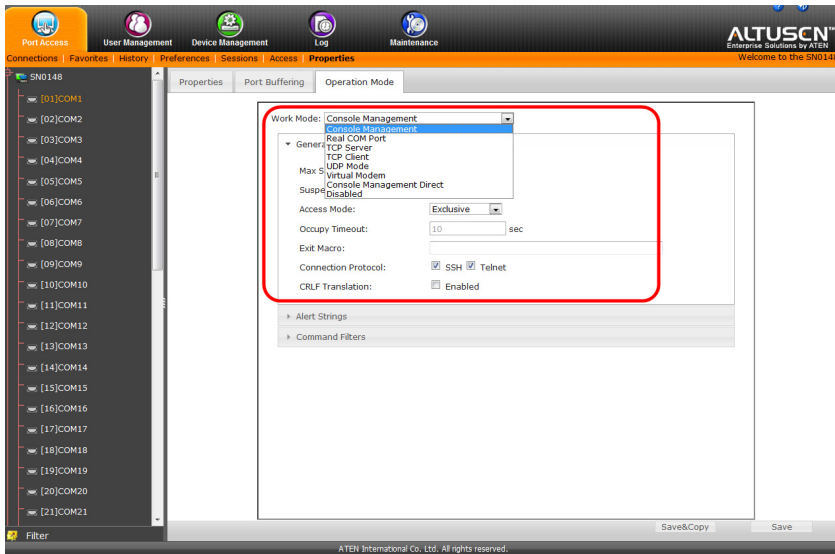 Port Access User Management Device Management Log Maintenance
ALTUSEN™
Enterprise Solutions by ATEN
Connections Favorites History Preferences Sessions Access Properties
Welcome to the SN0148
SN0148
[01]COM1
[02]COM2
[03]COM3
[04]COM4
[05]COM5
[06]COM6
[07]COM7
[08]COM8
[09]COM9
[10]COM10
[11]COM11
[12]COM12
[13]COM13
[14]COM14
[15]COM15
[16]COM16
[17]COM17
[18]COM18
[19]COM19
[20]COM20
[21]COM21
Filter
Properties Port Buffering Operation Mode
Work Mode: Console Management
Console Management
Real COM Port
TCP Server
TCP Client
UDP Mode
Virtual Modem
Console Management Direct
Disabled
Genera
Max S
Suspe
Access Mode: Exclusive
Occupy Timeout: 10 sec
Exit Macro:
Connection Protocol: SSH Telnet
CRLF Translation: Enabled
Alert Strings
Command Filters
Save&Copy Save
ATEN International Co. Ltd. All rights reserved.